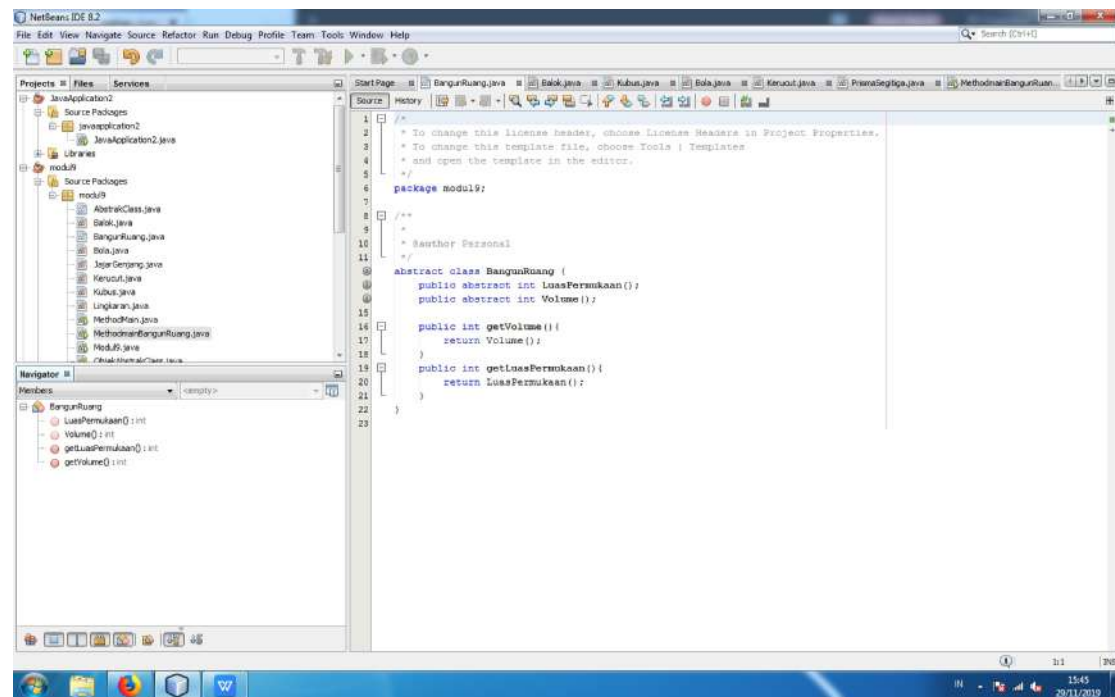 NetBeans IDE 8.2
File Edit View Navigate Source Refactor Run Debug Profile Team Tools Window Help
Search (Ctrl+I)
Projects Files Services
Start Page BangunRuang.java Balok.java Kubus.java Bola.java Kerucut.java PrismaSegitiga.java MethodmainBangunRuan...
JavaApplication2
Source Packages
javaapplication2
JavaApplication2.java
Libraries
modul9
Source Packages
modul9
AbstrakClass.java
Balok.java
BangunRuang.java
Bola.java
JajarGenjang.java
Kerucut.java
Kubus.java
Lingkaran.java
MethodMain.java
MethodmainBangunRuang.java
Modul9.java
Navigator
Members <empty>
BangunRuang
LuasPermukaan() : int
Volume() : int
getLuasPermukaan() : int
getVolume() : int
Source History
1 /*
2 * To change this license header, choose License Headers in Project Properties.
3 * To change this template file, choose Tools | Templates
4 * and open the template in the editor.
5 */
6 package modul9;
7
8 /**
9 *
10 * @author Personal
11 */
abstract class BangunRuang {
public abstract int LuasPermukaan();
public abstract int Volume();
15
16 public int getVolume(){
17 return Volume();
18 }
19 public int getLuasPermukaan(){
20 return LuasPermukaan();
21 }
22 }
23
1:1 INS
IN
15:45
29/11/2019